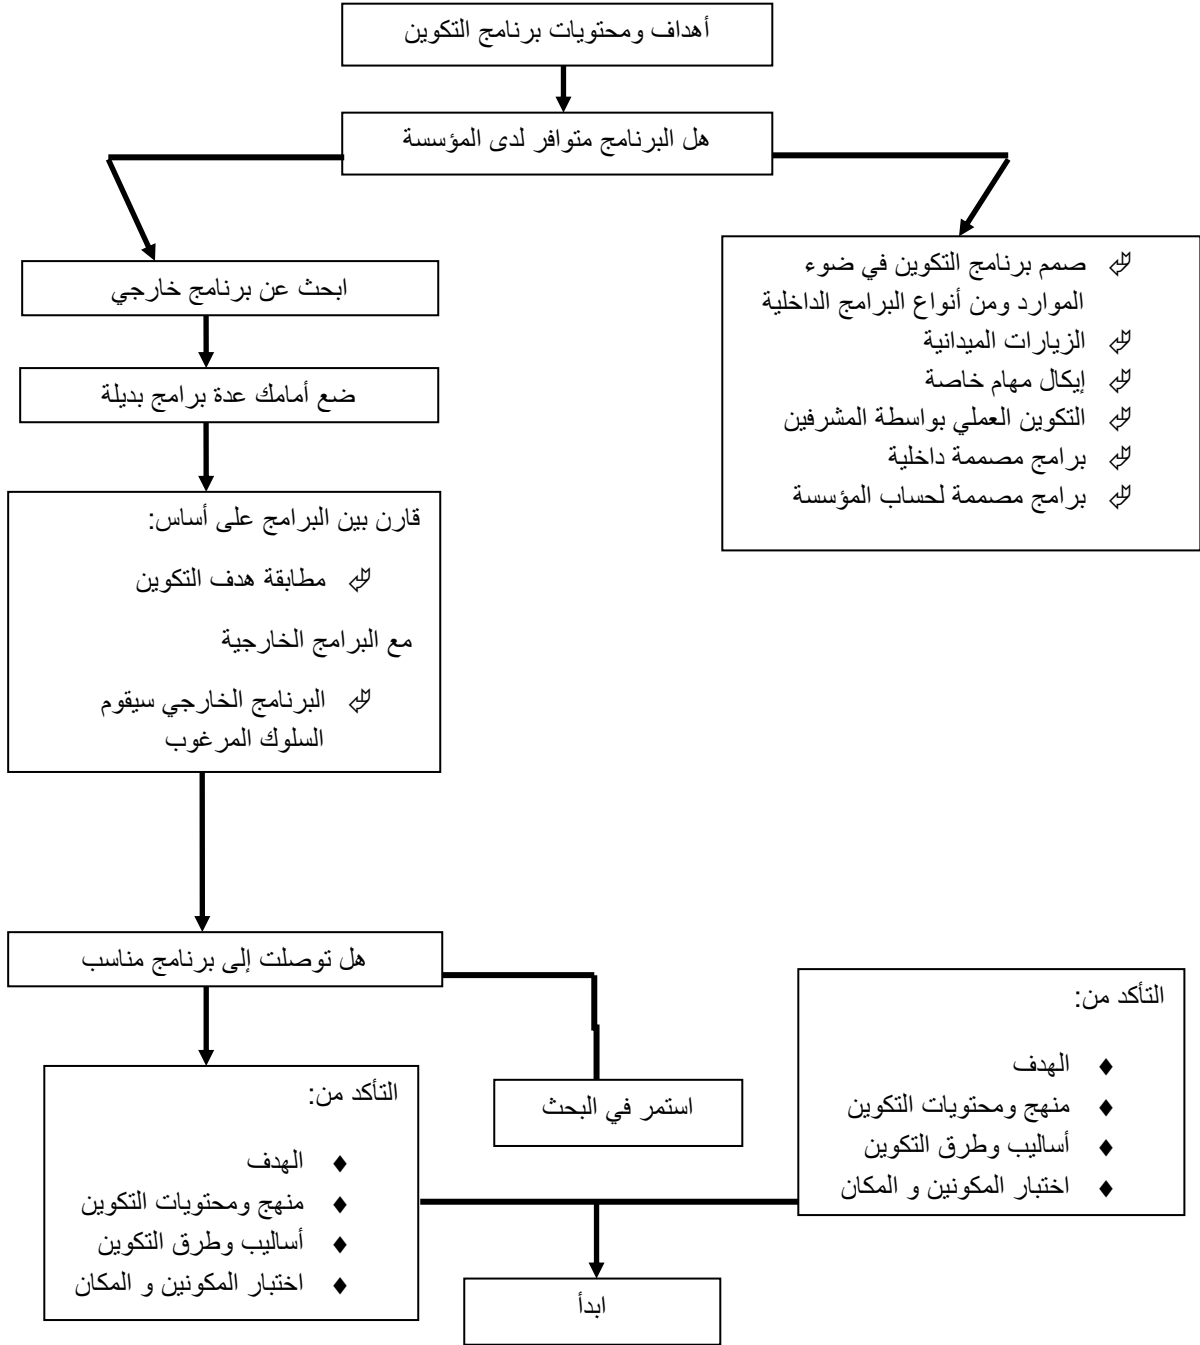 أهداف ومحتويات برنامج التكوين
هل البرنامج متوافر لدى المؤسسة
صمم برنامج التكوين في ضوء
الموارد ومن أنواع البرامج الداخلية
الزيارات الميدانية
إيكال مهام خاصة
التكوين العملي بواسطة المشرفين
برامج مصممة داخلية
برامج مصممة لحساب المؤسسة
ابحث عن برنامج خارجي
ضع أمامك عدة برامج بديلة
قارن بين البرامج على أساس:
مطابقة هدف التكوين
مع البرامج الخارجية
البرنامج الخارجي سيقوم
السلوك المرغوب
هل توصلت إلى برنامج مناسب
التأكد من:
الهدف
منهج ومحتويات التكوين
أساليب وطرق التكوين
اختبار المكونين و المكان
استمر في البحث
التأكد من:
الهدف
منهج ومحتويات التكوين
أساليب وطرق التكوين
اختبار المكونين و المكان
ابدأ